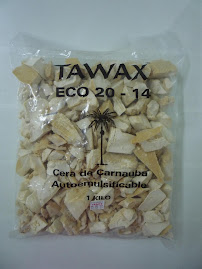 TAWAX
ECO 20 - 14
Cera de Carnauba
Autoemulsificable
1 KILO